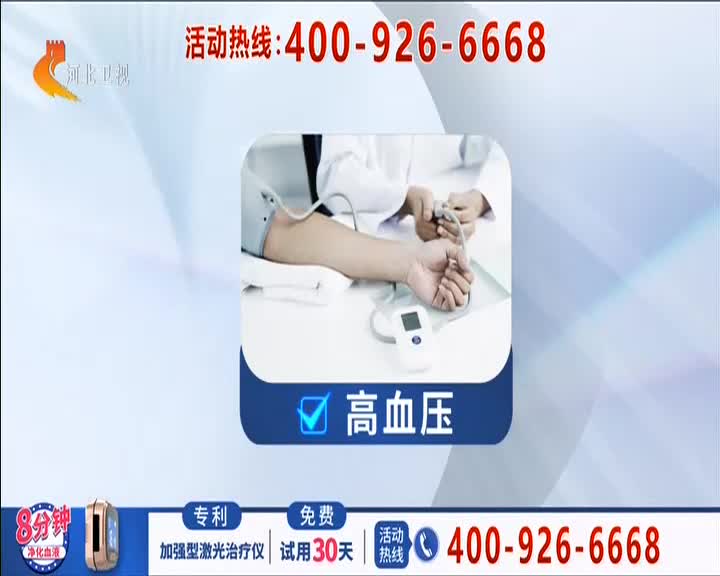 活动热线:400-926-6668
河北卫视
高血压
8分钟
净化血液
专利
加强型激光治疗仪
免费
试用30天
活动
热线
400-926-6668